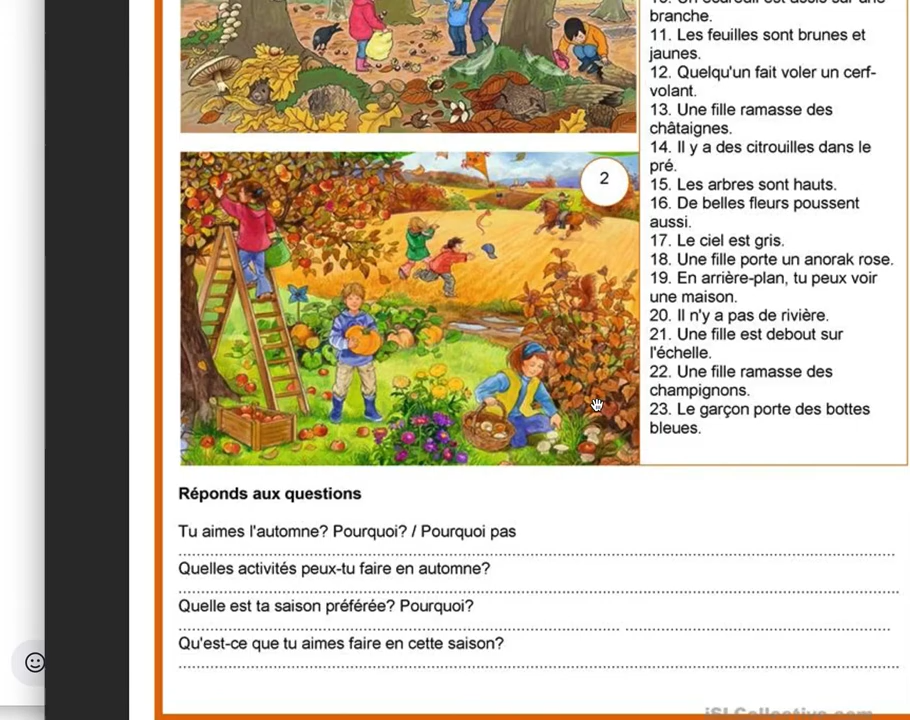 branche.
11. Les feuilles sont brunes et
jaunes.
12. Quelqu'un fait voler un cerf-
volant.
13. Une fille ramasse des
châtaignes.
14. Il y a des citrouilles dans le
pré.
15. Les arbres sont hauts.
16. De belles fleurs poussent
aussi.
17. Le ciel est gris.
18. Une fille porte un anorak rose.
19. En arrière-plan, tu peux voir
une maison.
20. Il n'y a pas de rivière.
21. Une fille est debout sur
l'échelle.
22. Une fille ramasse des
champignons.
23. Le garçon porte des bottes
bleues.
2
Réponds aux questions
Tu aimes l'automne? Pourquoi? / Pourquoi pas
Quelles activités peux-tu faire en automne?
Quelle est ta saison préférée? Pourquoi?
Qu'est-ce que tu aimes faire en cette saison?